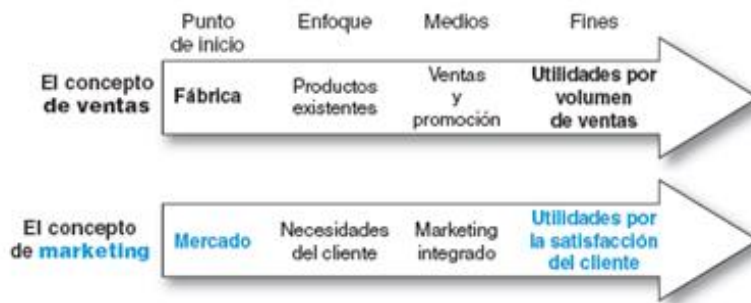 Punto de inicio
Enfoque
Medios
Fines
El concepto
de ventas
Fábrica
Productos
existentes
Ventas
y
promoción
Utilidades por
volumen
de ventas
El concepto
de marketing
Mercado
Necesidades
del cliente
Marketing
integrado
Utilidades por
la satisfacción
del cliente